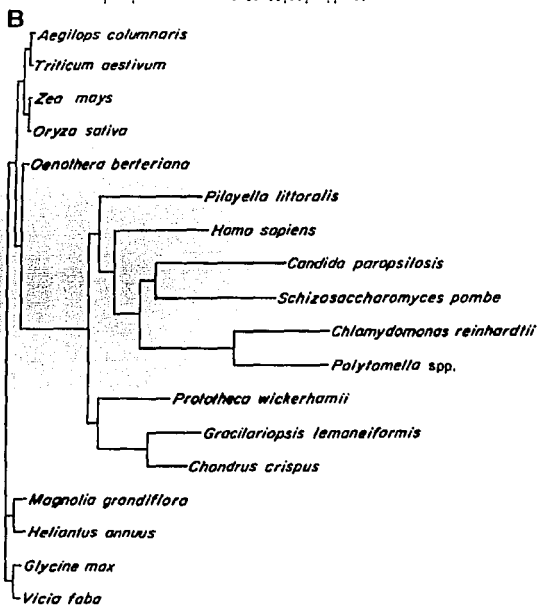 B
Aegilops columnaris
Triticum aestivum
Zea mays
Oryza sativa
Oenothera berteriana
Pilayella littoralis
Homo sapiens
Candida parapsilosis
Schizosaccharomyces pombe
Chlamydomonas reinhardtii
Polytomella spp.
Prototheca wickerhamii
Gracilariopsis lemaneiformis
Chondrus crispus
Magnolia grandiflora
Heliantus annuus
Glycine max
Vicia faba